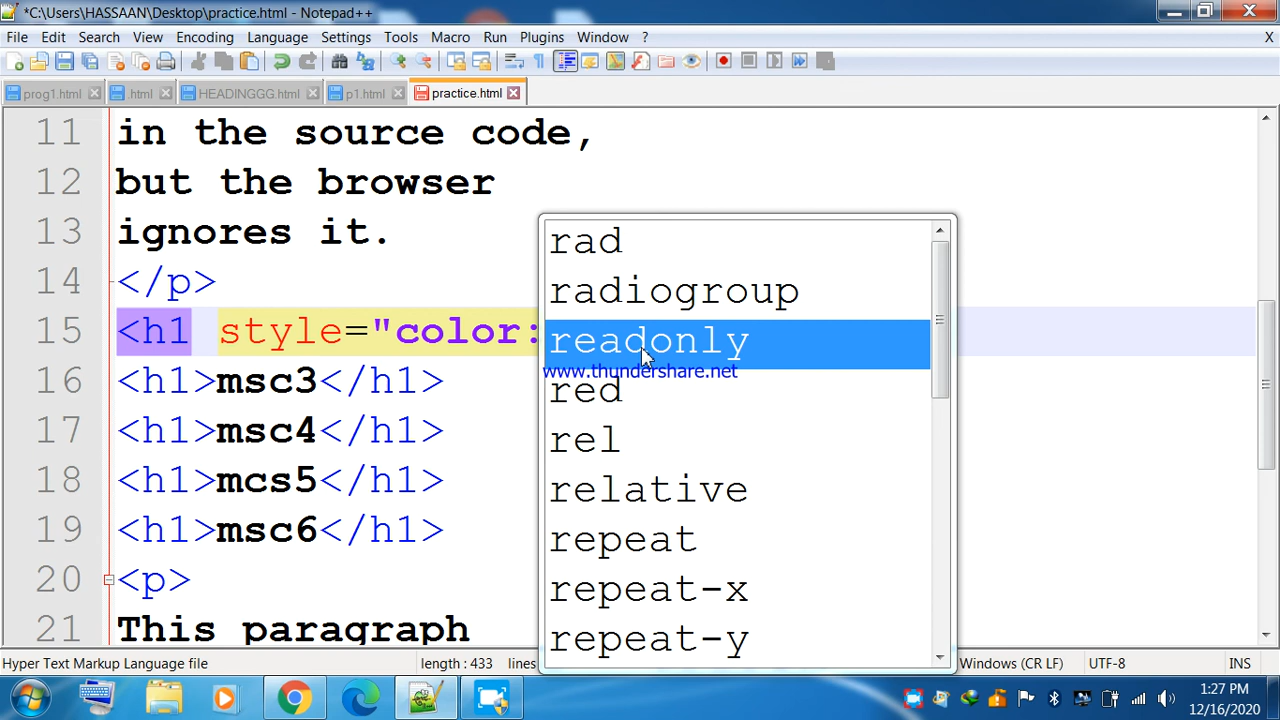 *C:\Users\HASSAAN\Desktop\practice.html - Notepad++
File Edit Search View Encoding Language Settings Tools Macro Run Plugins Window ? X
prog1.html .html HEADINGGG.html p1.html practice.html
11 in the source code,
12 but the browser
13 ignores it.
14 </p>
15 <h1 style="color:
16 <h1>msc3</h1>
17 <h1>msc4</h1>
18 <h1>mcs5</h1>
19 <h1>msc6</h1>
20 <p>
21 This paragraph
rad
radiogroup
readonly
www.thundershare.net
red
rel
relative
repeat
repeat-x
repeat-y
Hyper Text Markup Language file length : 433 lines Windows (CR LF) UTF-8 INS
1:27 PM
12/16/2020